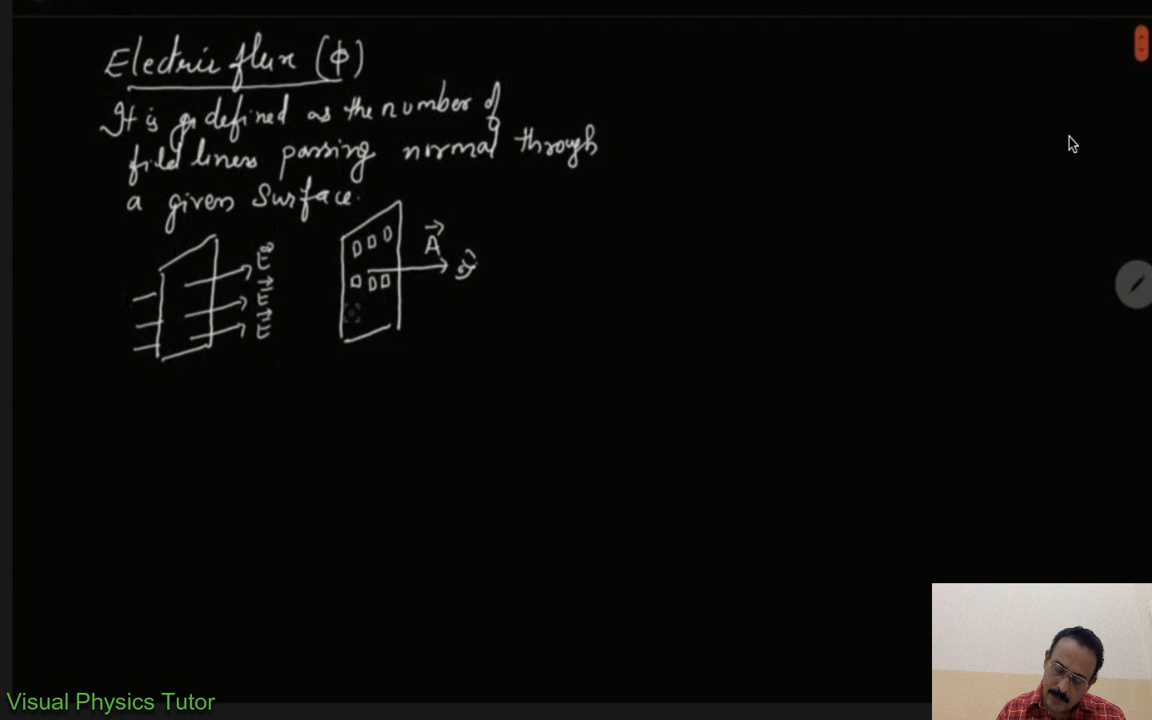 Electric flux (ϕ)
It is defined as the number of
field lines passing normal through
a given surface.
E⃗
E⃗
E⃗
A⃗
Visual Physics Tutor